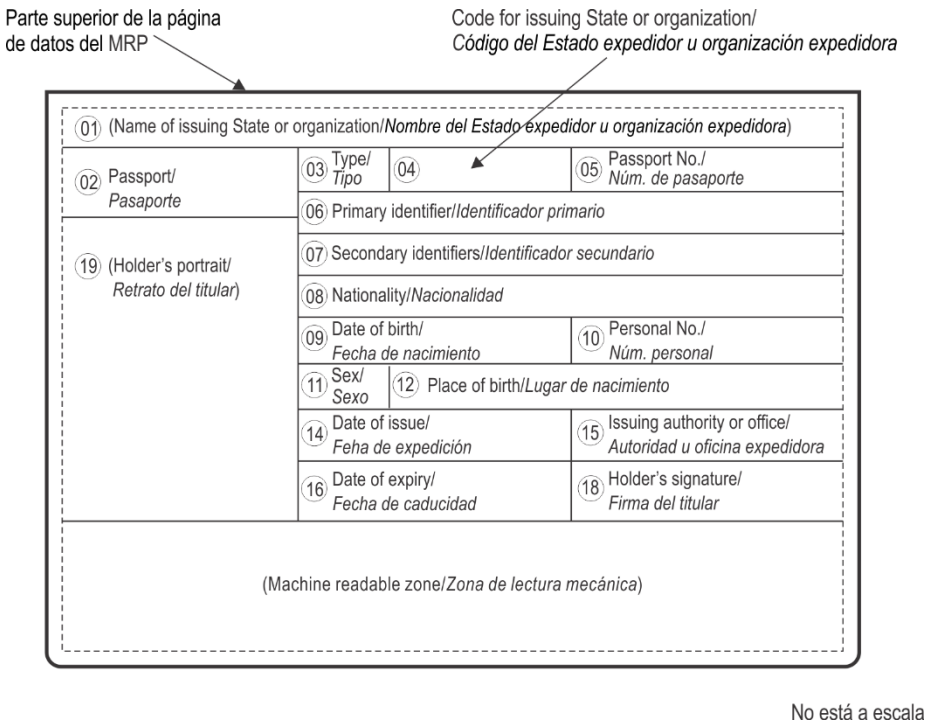 Parte superior de la página
de datos del MRP
Code for issuing State or organization/
Código del Estado expedidor u organización expedidora
01 (Name of issuing State or organization/Nombre del Estado expedidor u organización expedidora)
02 Passport/
Pasaporte
03 Type/
Tipo
04
05 Passport No./
Núm. de pasaporte
06 Primary identifier/Identificador primario
07 Secondary identifiers/Identificador secundario
19 (Holder's portrait/
Retrato del titular)
08 Nationality/Nacionalidad
09 Date of birth/
Fecha de nacimiento
10 Personal No./
Núm. personal
11 Sex/
Sexo
12 Place of birth/Lugar de nacimiento
14 Date of issue/
Feha de expedición
15 Issuing authority or office/
Autoridad u oficina expedidora
16 Date of expiry/
Fecha de caducidad
18 Holder's signature/
Firma del titular
(Machine readable zone/Zona de lectura mecánica)
No está a escala